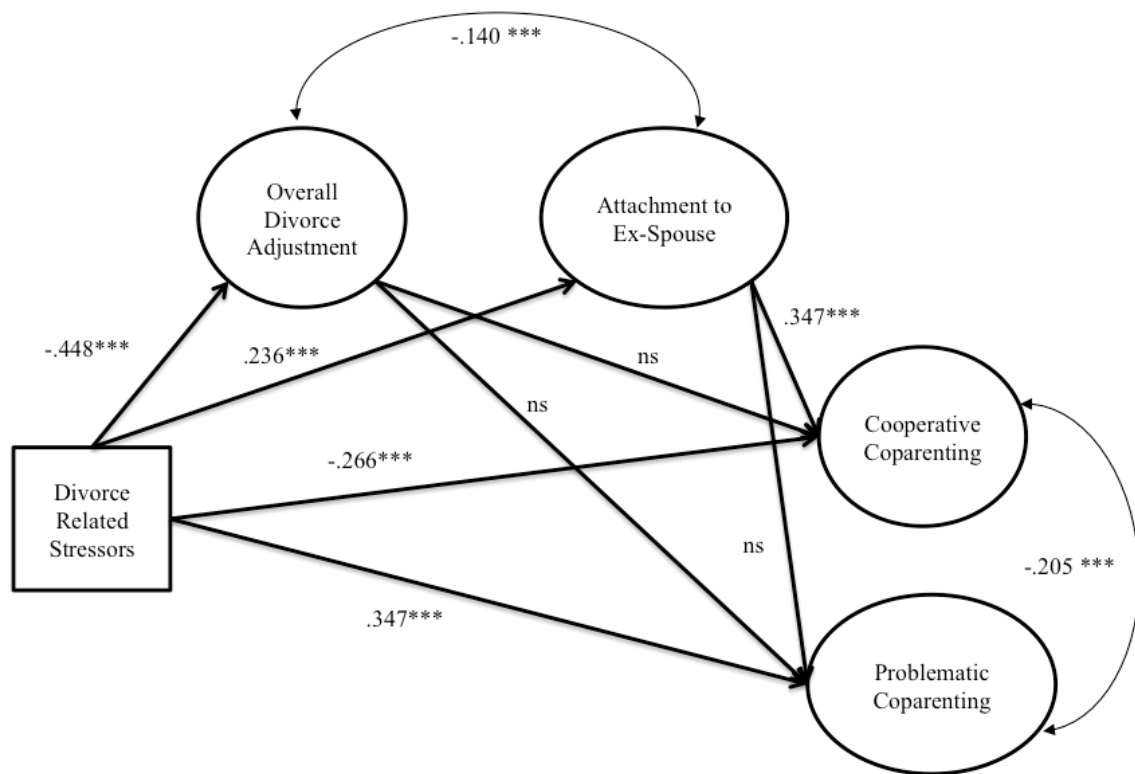 -.140 ***
Overall
Divorce
Adjustment
Attachment to
Ex-Spouse
-.448***
.236***
ns
.347***
ns
Cooperative
Coparenting
-.266***
Divorce
Related
Stressors
ns
-.205 ***
.347***
Problematic
Coparenting